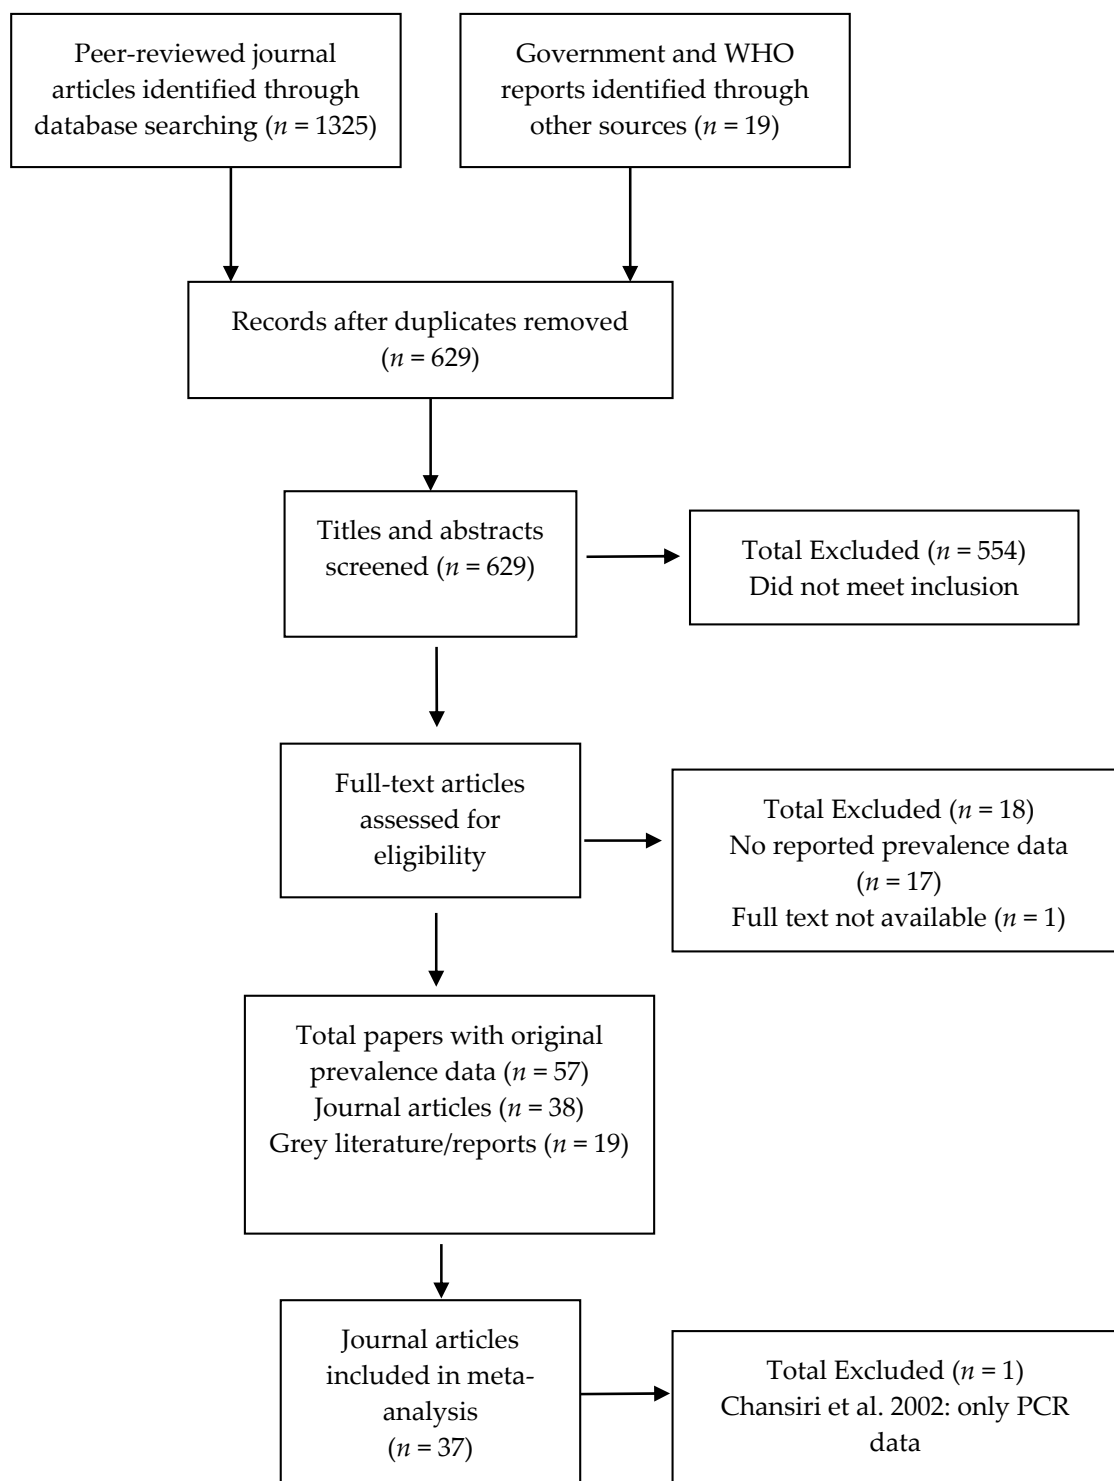 Peer-reviewed journal
articles identified through
database searching (n = 1325)
Government and WHO
reports identified through
other sources (n = 19)
Records after duplicates removed
(n = 629)
Titles and abstracts
screened (n = 629)
Total Excluded (n = 554)
Did not meet inclusion
Full-text articles
assessed for
eligibility
Total Excluded (n = 18)
No reported prevalence data
(n = 17)
Full text not available (n = 1)
Total papers with original
prevalence data (n = 57)
Journal articles (n = 38)
Grey literature/reports (n = 19)
Journal articles
included in meta-
analysis
(n = 37)
Total Excluded (n = 1)
Chansiri et al. 2002: only PCR
data